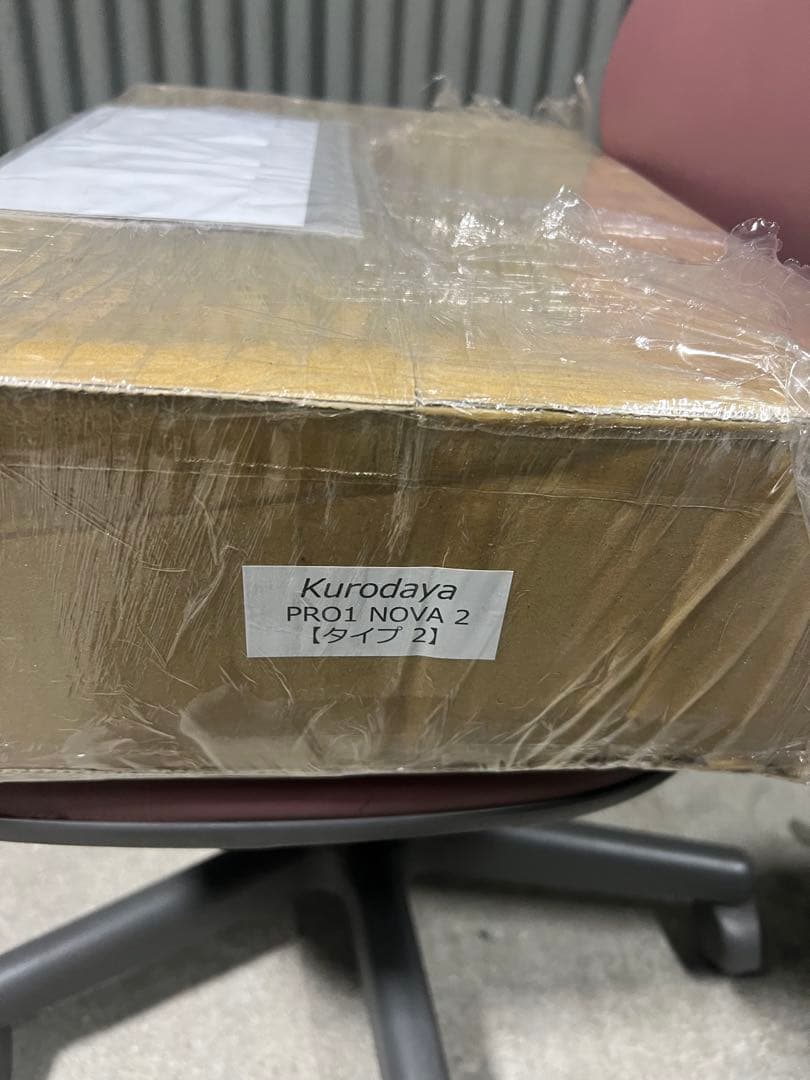 Kurodaya
PRO1 NOVA 2
【タイプ 2】